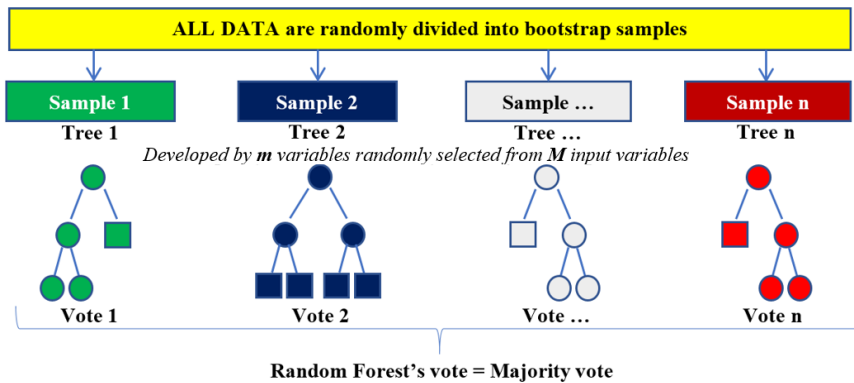 ALL DATA are randomly divided into bootstrap samples
Sample 1
Sample 2
Sample …
Sample n
Tree 1
Tree 2
Tree …
Tree n
Developed by m variables randomly selected from M input variables
Vote 1
Vote 2
Vote …
Vote n
Random Forest’s vote = Majority vote